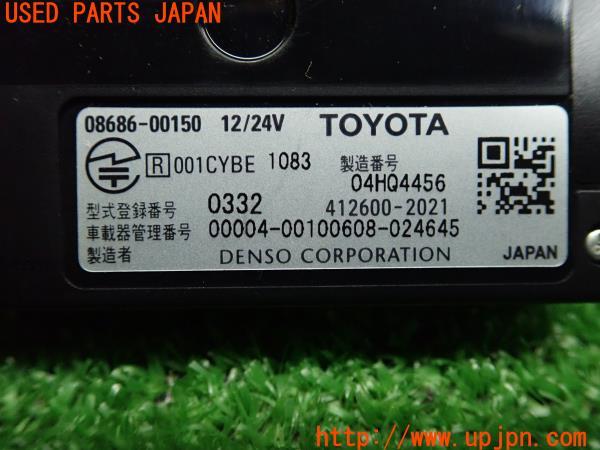 USED PARTS JAPAN
08686-00150 12/24V TOYOTA
R 001CYBE 1083 製造番号
04HQ4456
型式登録番号 0332 412600-2021
車載器管理番号 00004-00100608-024645
製造者 DENSO CORPORATION JAPAN
http://www.upjpn.com/